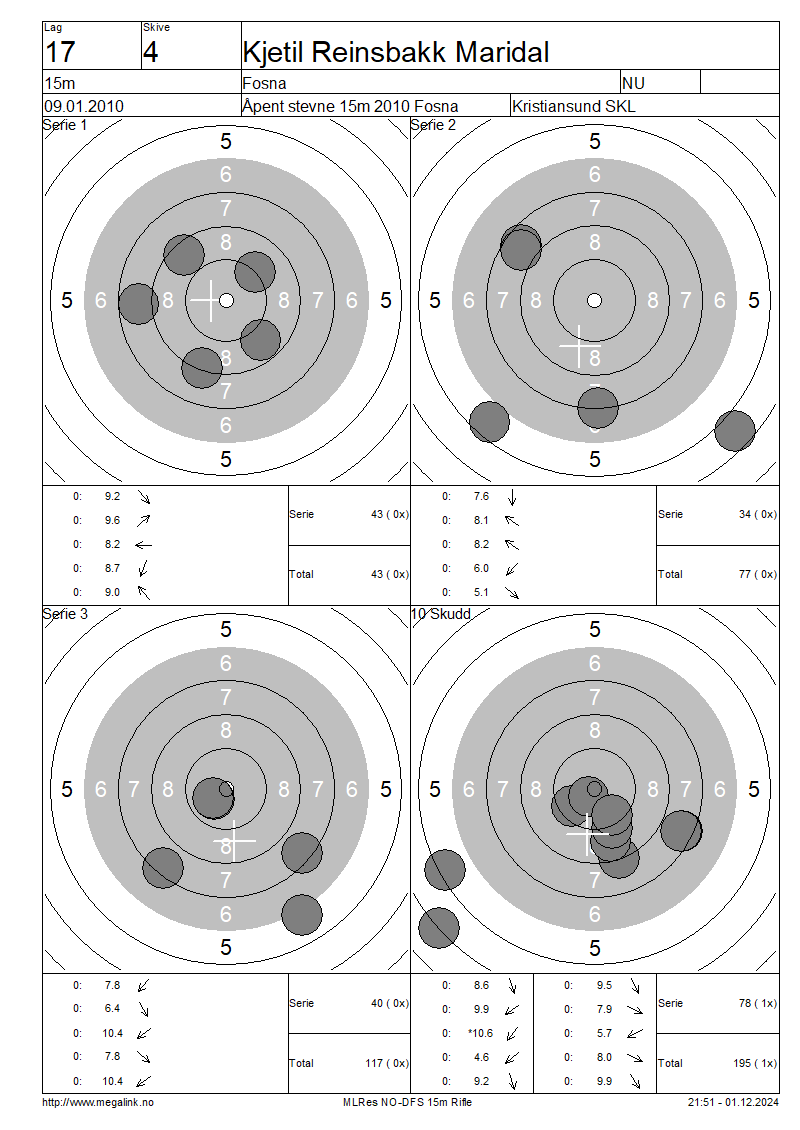 Lag Skive
17 4 Kjetil Reinsbakk Maridal
15m Fosna NU
09.01.2010 Åpent stevne 15m 2010 Fosna Kristiansund SKL
Serie 1
5
6
7
8
5 6 8 8 7 6 5
8
7
6
5
0: 9.2
0: 9.6
0: 8.2
0: 8.7
0: 9.0
Serie 43 ( 0x)
Total 43 ( 0x)
Serie 2
5
6
7
8
5 6 7 8 8 7 6 5
8
5
0: 7.6
0: 8.1
0: 8.2
0: 6.0
0: 5.1
Serie 34 ( 0x)
Total 77 ( 0x)
Serie 3
5
6
7
8
5 6 7 8 8 7 6 5
8
7
6
5
0: 7.8
0: 6.4
0: 10.4
0: 7.8
0: 10.4
Serie 40 ( 0x)
Total 117 ( 0x)
10 Skudd
5
6
7
8
5 6 7 8 8 7 6 5
7
6
5
0: 8.6
0: 9.9
0: *10.6
0: 4.6
0: 9.2
0: 9.5
0: 7.9
0: 5.7
0: 8.0
0: 9.9
Serie 78 ( 1x)
Total 195 ( 1x)
http://www.megalink.no MLRes NO-DFS 15m Rifle 21:51 - 01.12.2024